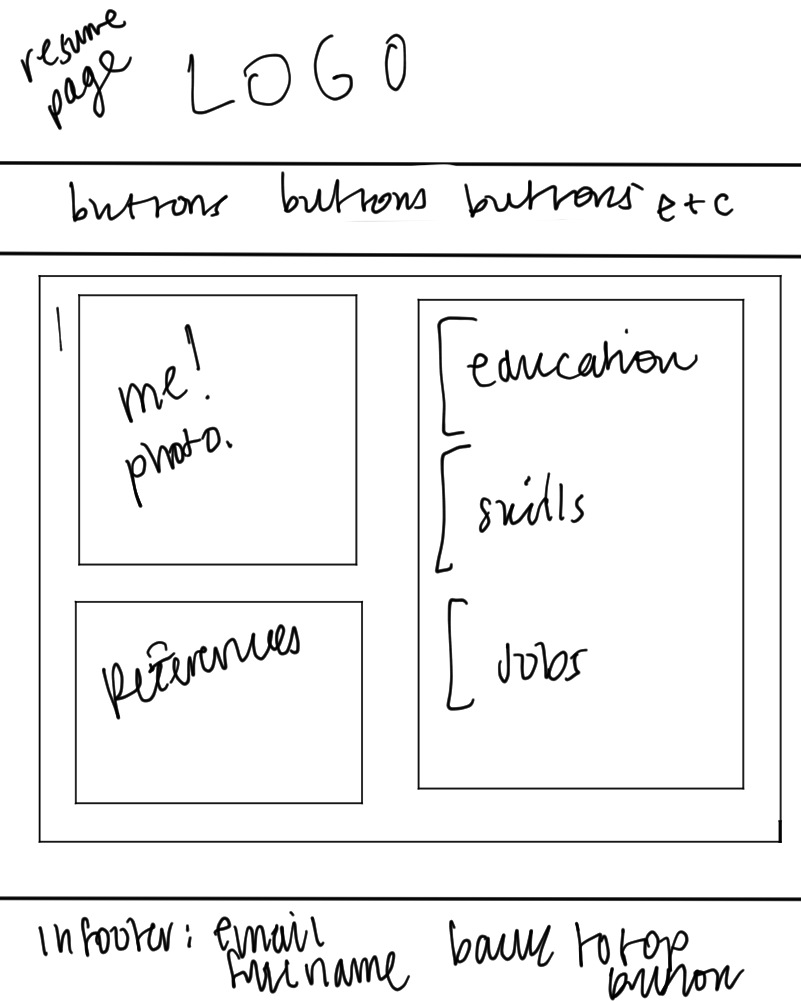 resume
page
LOGO
buttons buttons buttons etc
me!
photo.
References
education
skills
Jobs
in footer: email
full name
back to top
button